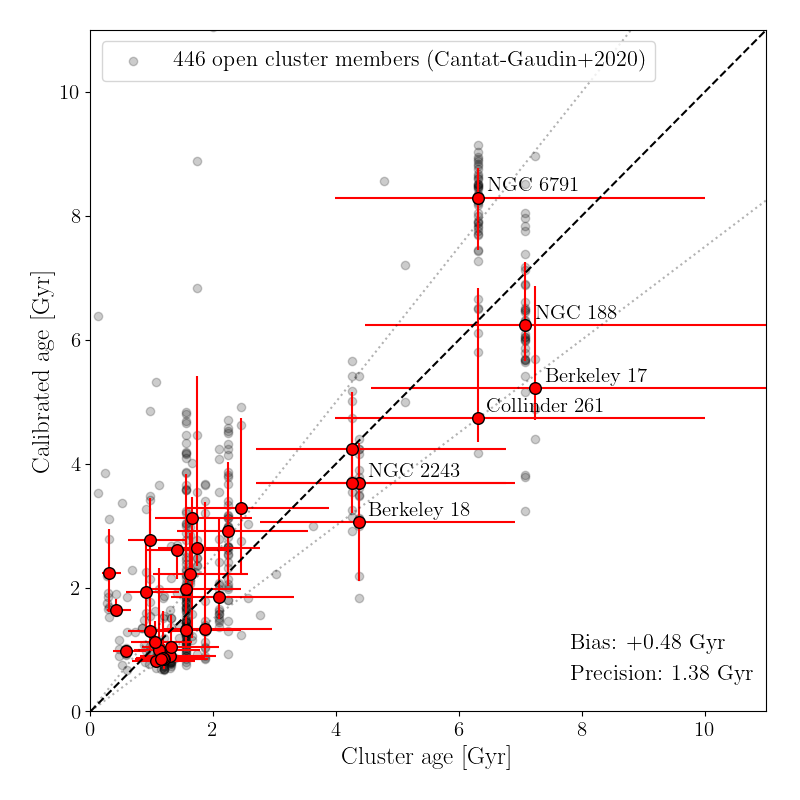 446 open cluster members (Cantat-Gaudin+2020)
10
8
6
4
2
0
Calibrated age [Gyr]
NGC 6791
NGC 188
Berkeley 17
Collinder 261
NGC 2243
Berkeley 18
Bias: +0.48 Gyr
Precision: 1.38 Gyr
0 2 4 6 8 10
Cluster age [Gyr]